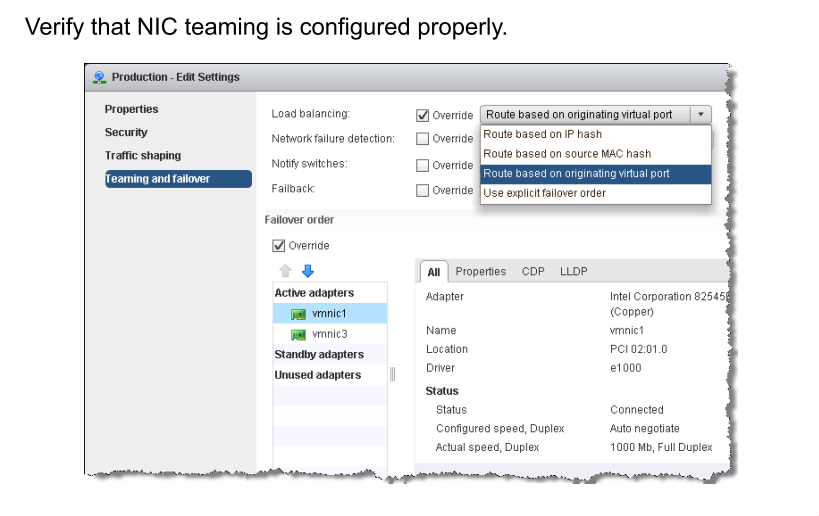 Verify that NIC teaming is configured properly.
Production - Edit Settings
Properties
Security
Traffic shaping
Teaming and failover
Load balancing: Override Route based on originating virtual port
Network failure detection: Override
Notify switches: Override
Failback: Override
Route based on IP hash
Route based on source MAC hash
Route based on originating virtual port
Use explicit failover order
Failover order
Override
Active adapters
vmnic1
vmnic3
Standby adapters
Unused adapters
All Properties CDP LLDP
Adapter Intel Corporation 82545
(Copper)
Name vmnic1
Location PCI 02:01.0
Driver e1000
Status
Status Connected
Configured speed, Duplex Auto negotiate
Actual speed, Duplex 1000 Mb, Full Duplex